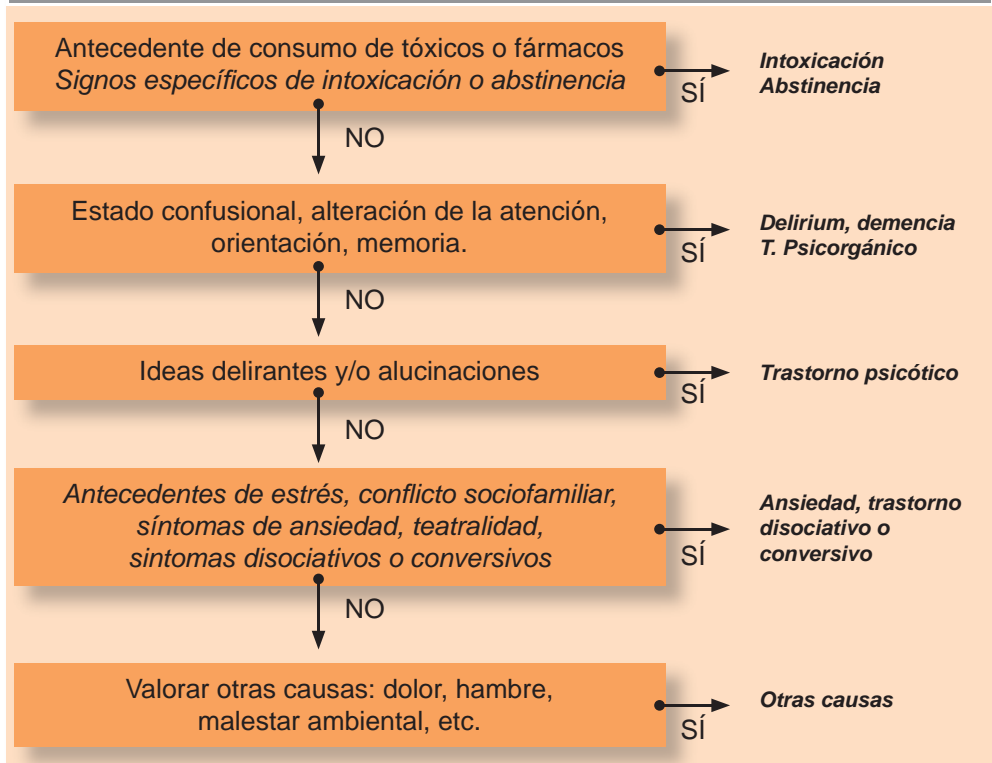 Antecedente de consumo de tóxicos o fármacos
Signos específicos de intoxicación o abstinencia
SÍ
Intoxicación
Abstinencia
NO
Estado confusional, alteración de la atención,
orientación, memoria.
SÍ
Delirium, demencia
T. Psicorgánico
NO
Ideas delirantes y/o alucinaciones
SÍ
Trastorno psicótico
NO
Antecedentes de estrés, conflicto sociofamiliar,
síntomas de ansiedad, teatralidad,
sintomas disociativos o conversivos
SÍ
Ansiedad, trastorno
disociativo o
conversivo
NO
Valorar otras causas: dolor, hambre,
malestar ambiental, etc.
SÍ
Otras causas